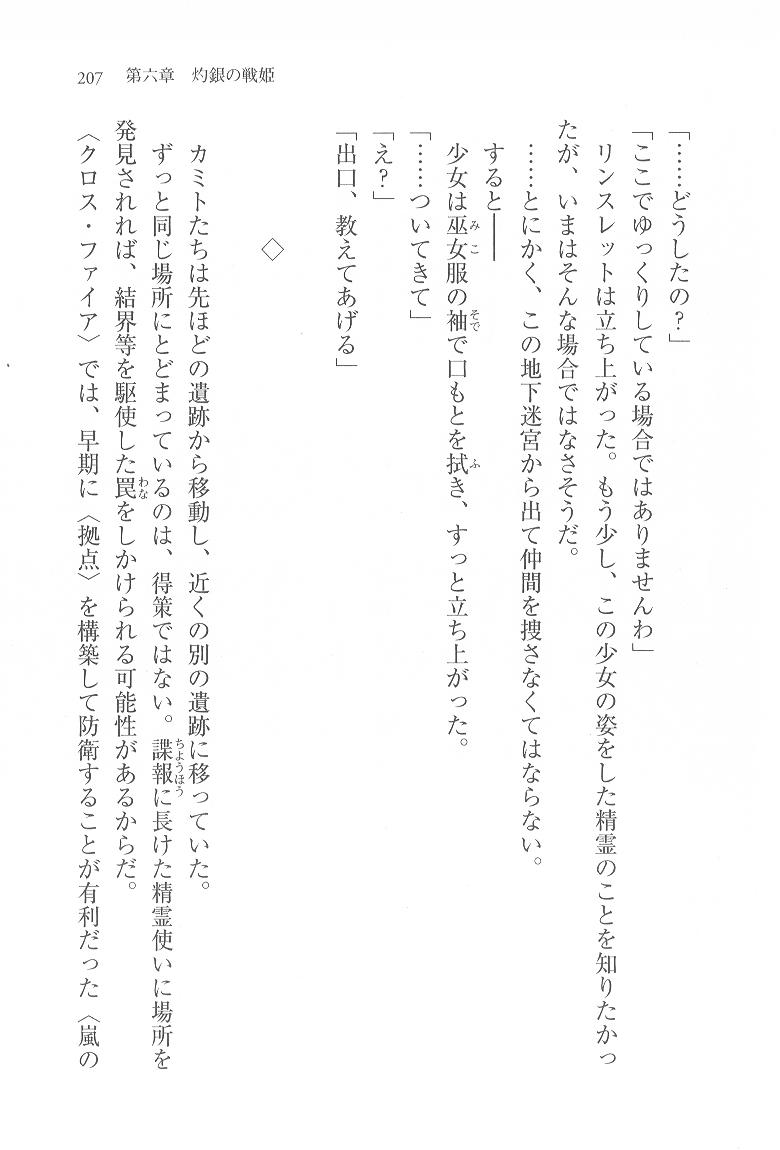 207　第六章　灼銀の戦姫
「……どうしたの？」
「ここでゆっくりしている場合ではありませんわ」
　リンスレットは立ち上がった。もう少し、この少女の姿をした精霊のことを知りたかっ
たが、いまはそんな場合ではなさそうだ。
　……とにかく、この地下迷宮から出て仲間を捜さなくてはならない。
　すると――
　少女は巫女服の袖で口もとを拭き、すっと立ち上がった。
「……ついてきて」
「え？」
「出口、教えてあげる」
◇
　カミトたちは先ほどの遺跡から移動し、近くの別の遺跡に移っていた。
　ずっと同じ場所にとどまっているのは、得策ではない。諜報に長けた精霊使いに場所を
発見されれば、結界等を駆使した罠をしかけられる可能性があるからだ。
〈クロス・ファイア〉では、早期に〈拠点〉を構築して防衛することが有利だった〈嵐の